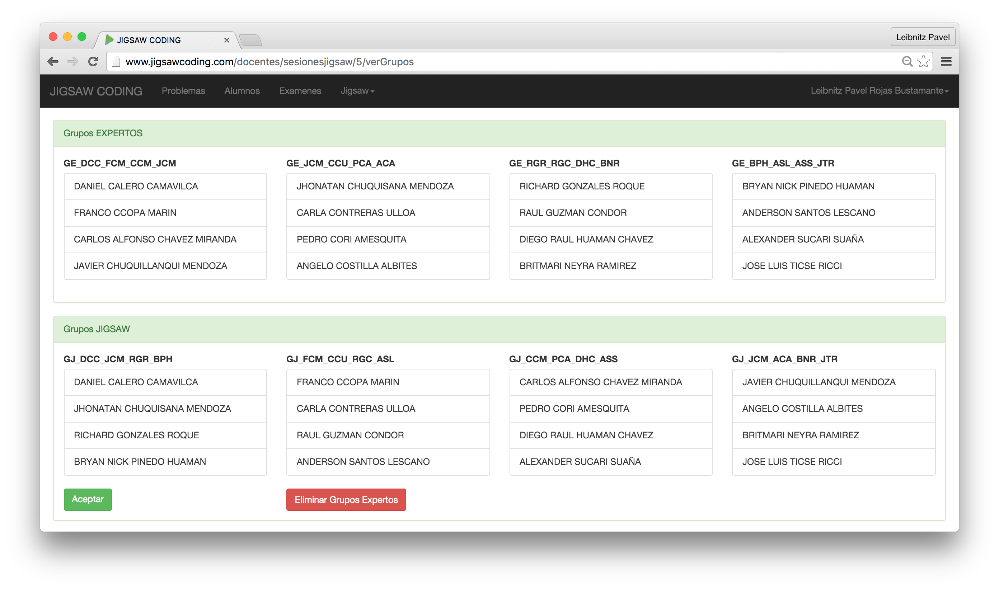 JIGSAW CODING
Leibnitz Pavel
www.jigsawcoding.com/docentes/sesionesjigsaw/5/verGrupos
JIGSAW CODING Problemas Alumnos Examenes Jigsaw Leibnitz Pavel Rojas Bustamante
Grupos EXPERTOS
GE_DCC_FCM_CCM_JCM
DANIEL CALERO CAMAVILCA
FRANCO CCOPA MARIN
CARLOS ALFONSO CHAVEZ MIRANDA
JAVIER CHUQUILLANQUI MENDOZA
GE_JCM_CCU_PCA_ACA
JHONATAN CHUQUISANA MENDOZA
CARLA CONTRERAS ULLOA
PEDRO CORI AMESQUITA
ANGELO COSTILLA ALBITES
GE_RGR_RGC_DHC_BNR
RICHARD GONZALES ROQUE
RAUL GUZMAN CONDOR
DIEGO RAUL HUAMAN CHAVEZ
BRITMARI NEYRA RAMIREZ
GE_BPH_ASL_ASS_JTR
BRYAN NICK PINEDO HUAMAN
ANDERSON SANTOS LESCANO
ALEXANDER SUCARI SUAÑA
JOSE LUIS TICSE RICCI
Grupos JIGSAW
GJ_DCC_JCM_RGR_BPH
DANIEL CALERO CAMAVILCA
JHONATAN CHUQUISANA MENDOZA
RICHARD GONZALES ROQUE
BRYAN NICK PINEDO HUAMAN
GJ_FCM_CCU_RGC_ASL
FRANCO CCOPA MARIN
CARLA CONTRERAS ULLOA
RAUL GUZMAN CONDOR
ANDERSON SANTOS LESCANO
GJ_CCM_PCA_DHC_ASS
CARLOS ALFONSO CHAVEZ MIRANDA
PEDRO CORI AMESQUITA
DIEGO RAUL HUAMAN CHAVEZ
ALEXANDER SUCARI SUAÑA
GJ_JCM_ACA_BNR_JTR
JAVIER CHUQUILLANQUI MENDOZA
ANGELO COSTILLA ALBITES
BRITMARI NEYRA RAMIREZ
JOSE LUIS TICSE RICCI
Aceptar
Eliminar Grupos Expertos